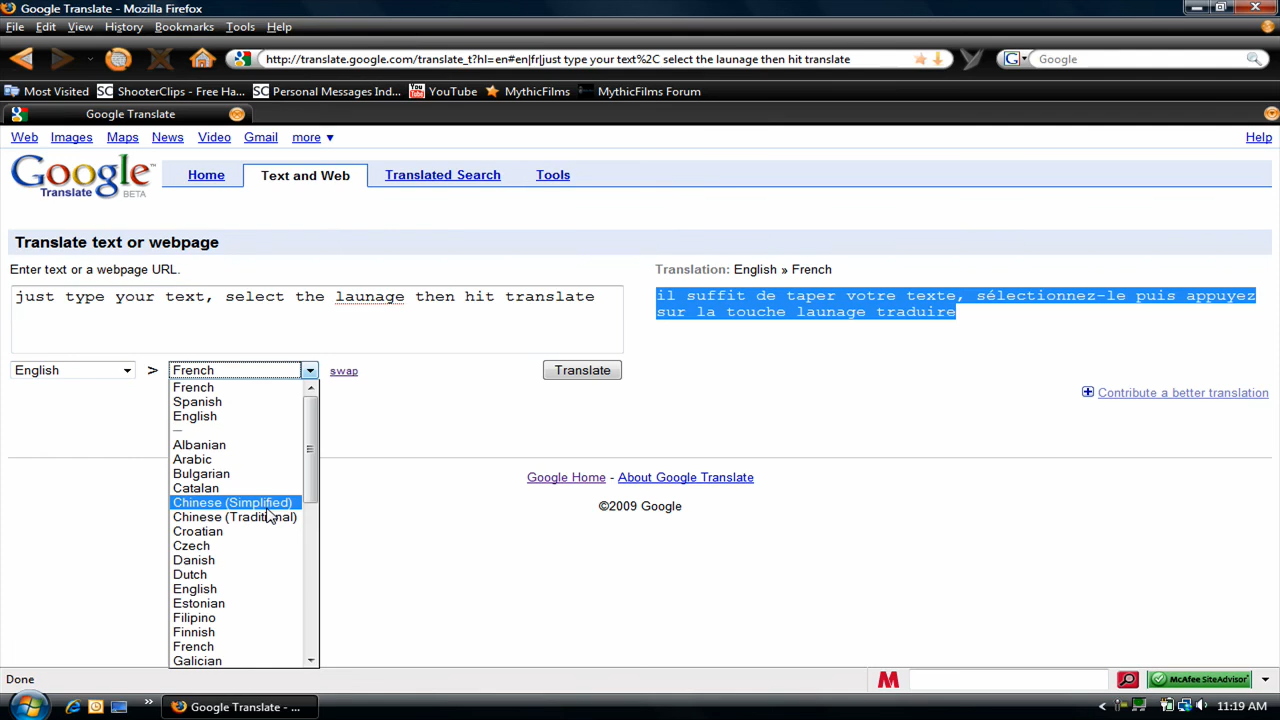 Google Translate - Mozilla Firefox
File Edit View History Bookmarks Tools Help
http://translate.google.com/translate_t?hl=en#en|fr|just type your text%2C select the launage then hit translate
Google
Most Visited SC ShooterClips - Free Ha... SC Personal Messages Ind... You Tube YouTube MythicFilms MythicFilms Forum
Google Translate
Web Images Maps News Video Gmail more ▼ Help
Google™ Translate BETA
Home Text and Web Translated Search Tools
Translate text or webpage
Enter text or a webpage URL.
Translation: English » French
just type your text, select the launage then hit translate
il suffit de taper votre texte, sélectionnez-le puis appuyez
sur la touche launage traduire
English > French swap Translate
Contribute a better translation
French
Spanish
English
—
Albanian
Arabic
Bulgarian
Catalan
Chinese (Simplified)
Chinese (Traditional)
Croatian
Czech
Danish
Dutch
English
Estonian
Filipino
Finnish
French
Galician
Google Home - About Google Translate
©2009 Google
Done McAfee SiteAdvisor
Google Translate - ... 11:19 AM